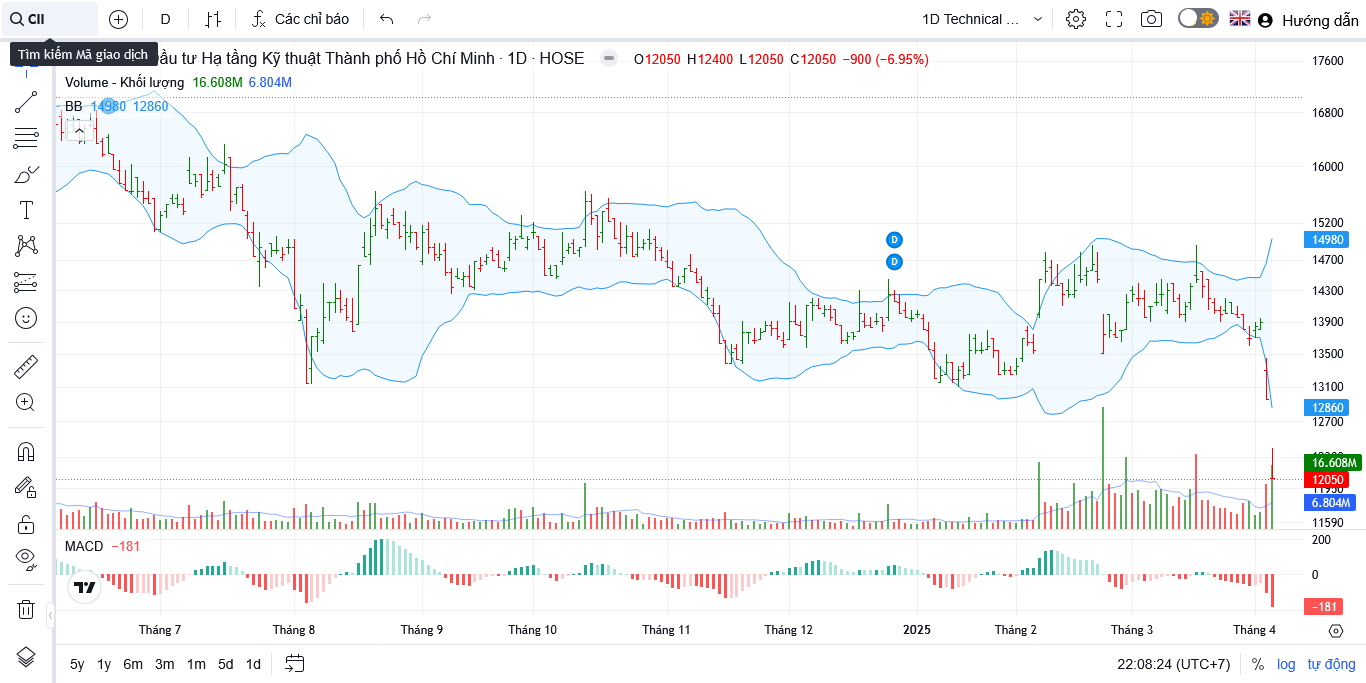 CII
D
Các chỉ báo
1D Technical ...
Hướng dẫn
Tìm kiếm Mã giao dịch
ầu tư Hạ tầng Kỹ thuật Thành phố Hồ Chí Minh · 1D · HOSE
O12050 H12400 L12050 C12050 −900 (−6.95%)
Volume - Khối lượng 16.608M 6.804M
BB 14980 12860
17600
16800
16000
15200
14980
14700
14300
13900
13500
13100
12860
12700
16.608M
12050
6.804M
11590
D
D
MACD −181
200
0
−181
Tháng 7
Tháng 8
Tháng 9
Tháng 10
Tháng 11
Tháng 12
2025
Tháng 2
Tháng 3
Tháng 4
5y 1y 6m 3m 1m 5d 1d
22:08:24 (UTC+7)
%
log
tự động